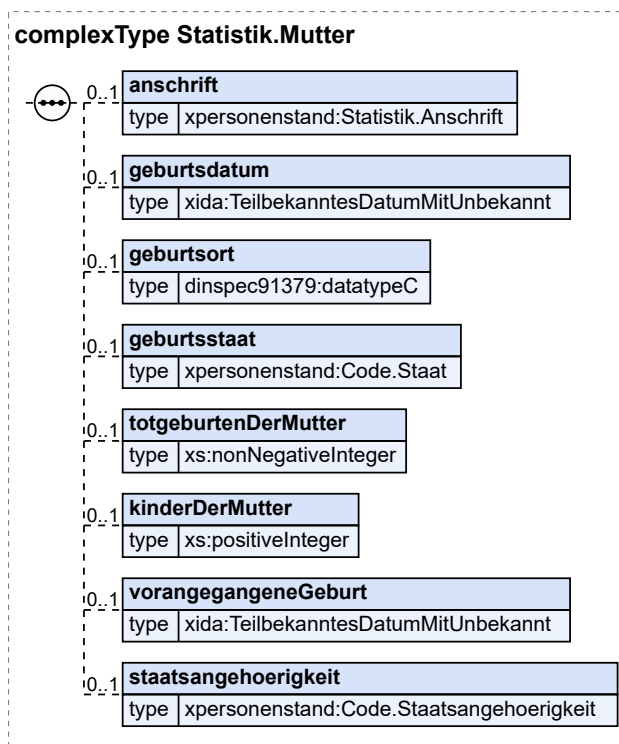 complexType Statistik.Mutter
0..1 anschrift
type xpersonenstand:Statistik.Anschrift
0..1 geburtsdatum
type xida:TeilbekanntesDatumMitUnbekannt
0..1 geburtsort
type dinspec91379:datatypeC
0..1 geburtsstaat
type xpersonenstand:Code.Staat
0..1 totgeburtenDerMutter
type xs:nonNegativeInteger
0..1 kinderDerMutter
type xs:positiveInteger
0..1 vorangegangeneGeburt
type xida:TeilbekanntesDatumMitUnbekannt
0..1 staatsangehoerigkeit
type xpersonenstand:Code.Staatsangehoerigkeit